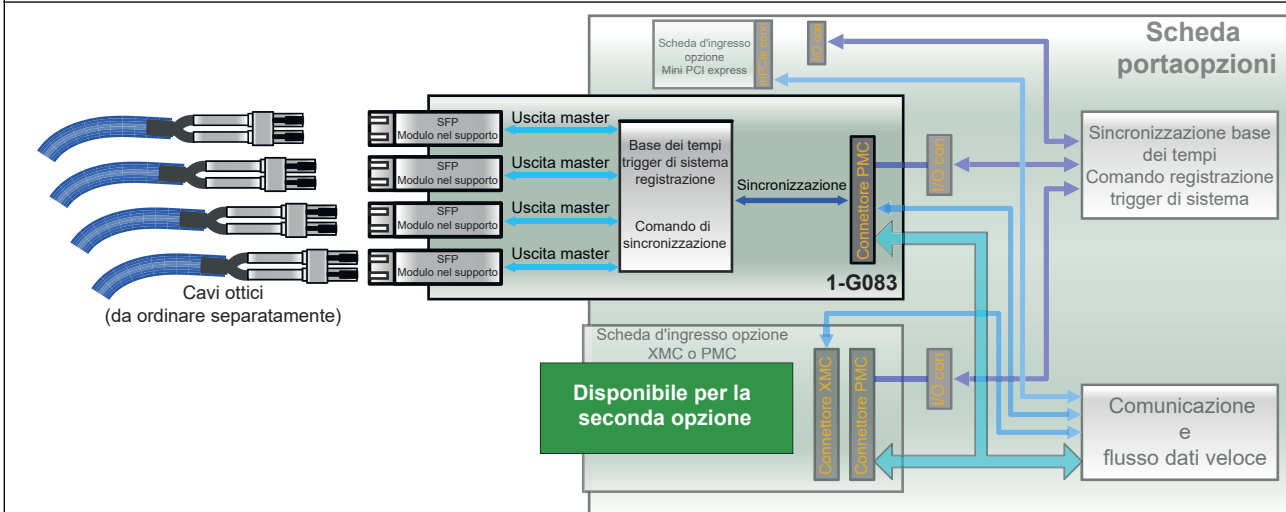 Scheda
portaopzioni
Scheda d'ingresso
opzione
Mini PCI express
mPCIe conn
I/O con
SFP
Modulo nel supporto
Uscita master
SFP
Modulo nel supporto
Uscita master
SFP
Modulo nel supporto
Uscita master
SFP
Modulo nel supporto
Uscita master
Base dei tempi
trigger di sistema
registrazione
Comando di
sincronizzazione
Sincronizzazione
Connettore PMC
I/O con
1-G083
Sincronizzazione base
dei tempi
Comando registrazione
trigger di sistema
Cavi ottici
(da ordinare separatamente)
Scheda d'ingresso opzione
XMC o PMC
Disponibile per la
seconda opzione
Connettore XMC
Connettore PMC
I/O con
Comunicazione
e
flusso dati veloce